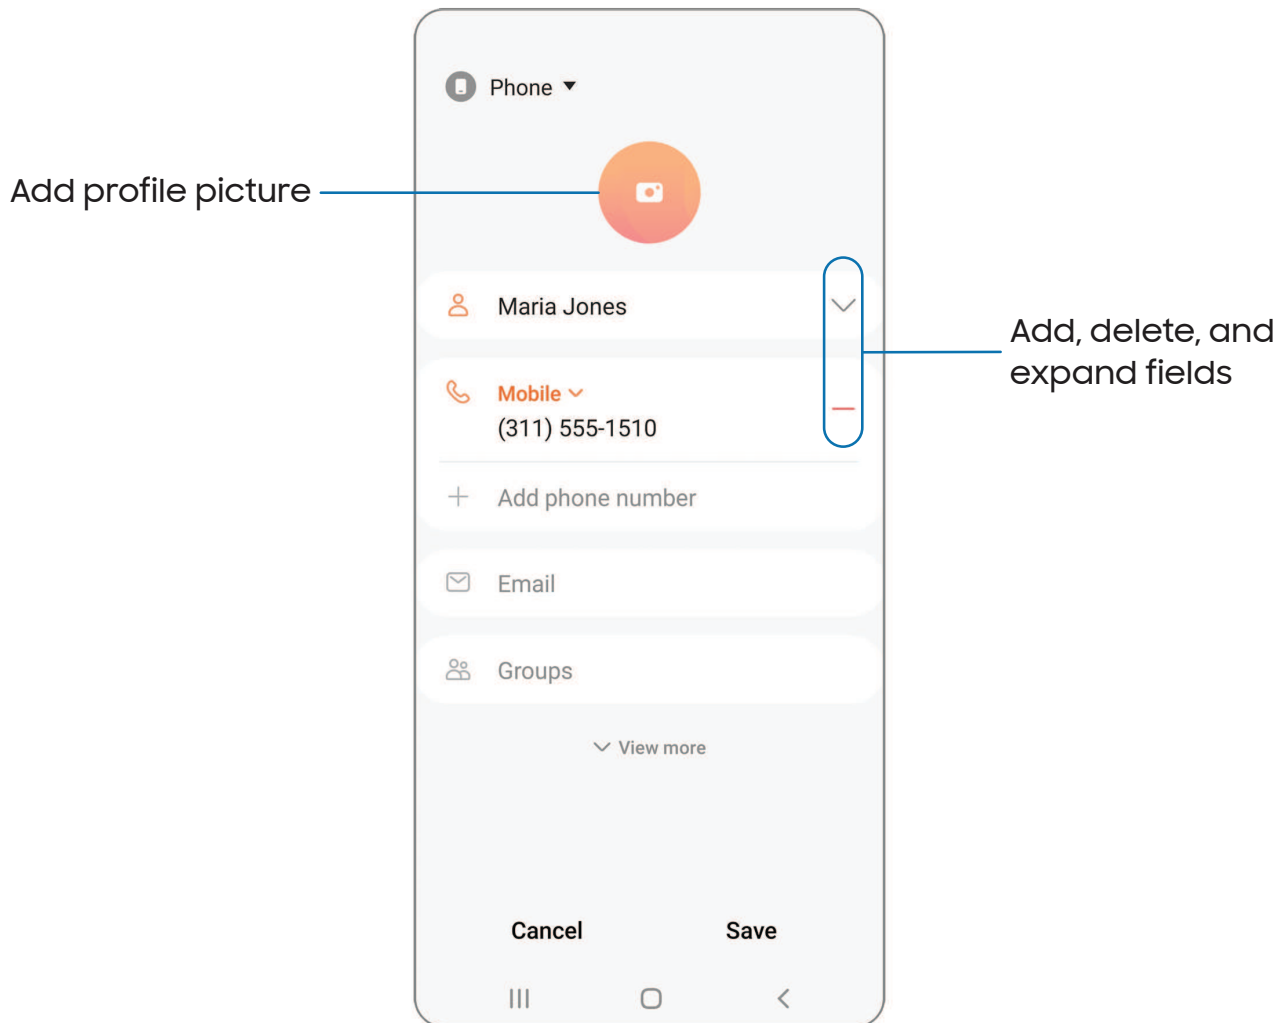 Phone
Add profile picture
Maria Jones
Add, delete, and
expand fields
Mobile
(311) 555-1510
Add phone number
Email
Groups
View more
Cancel
Save